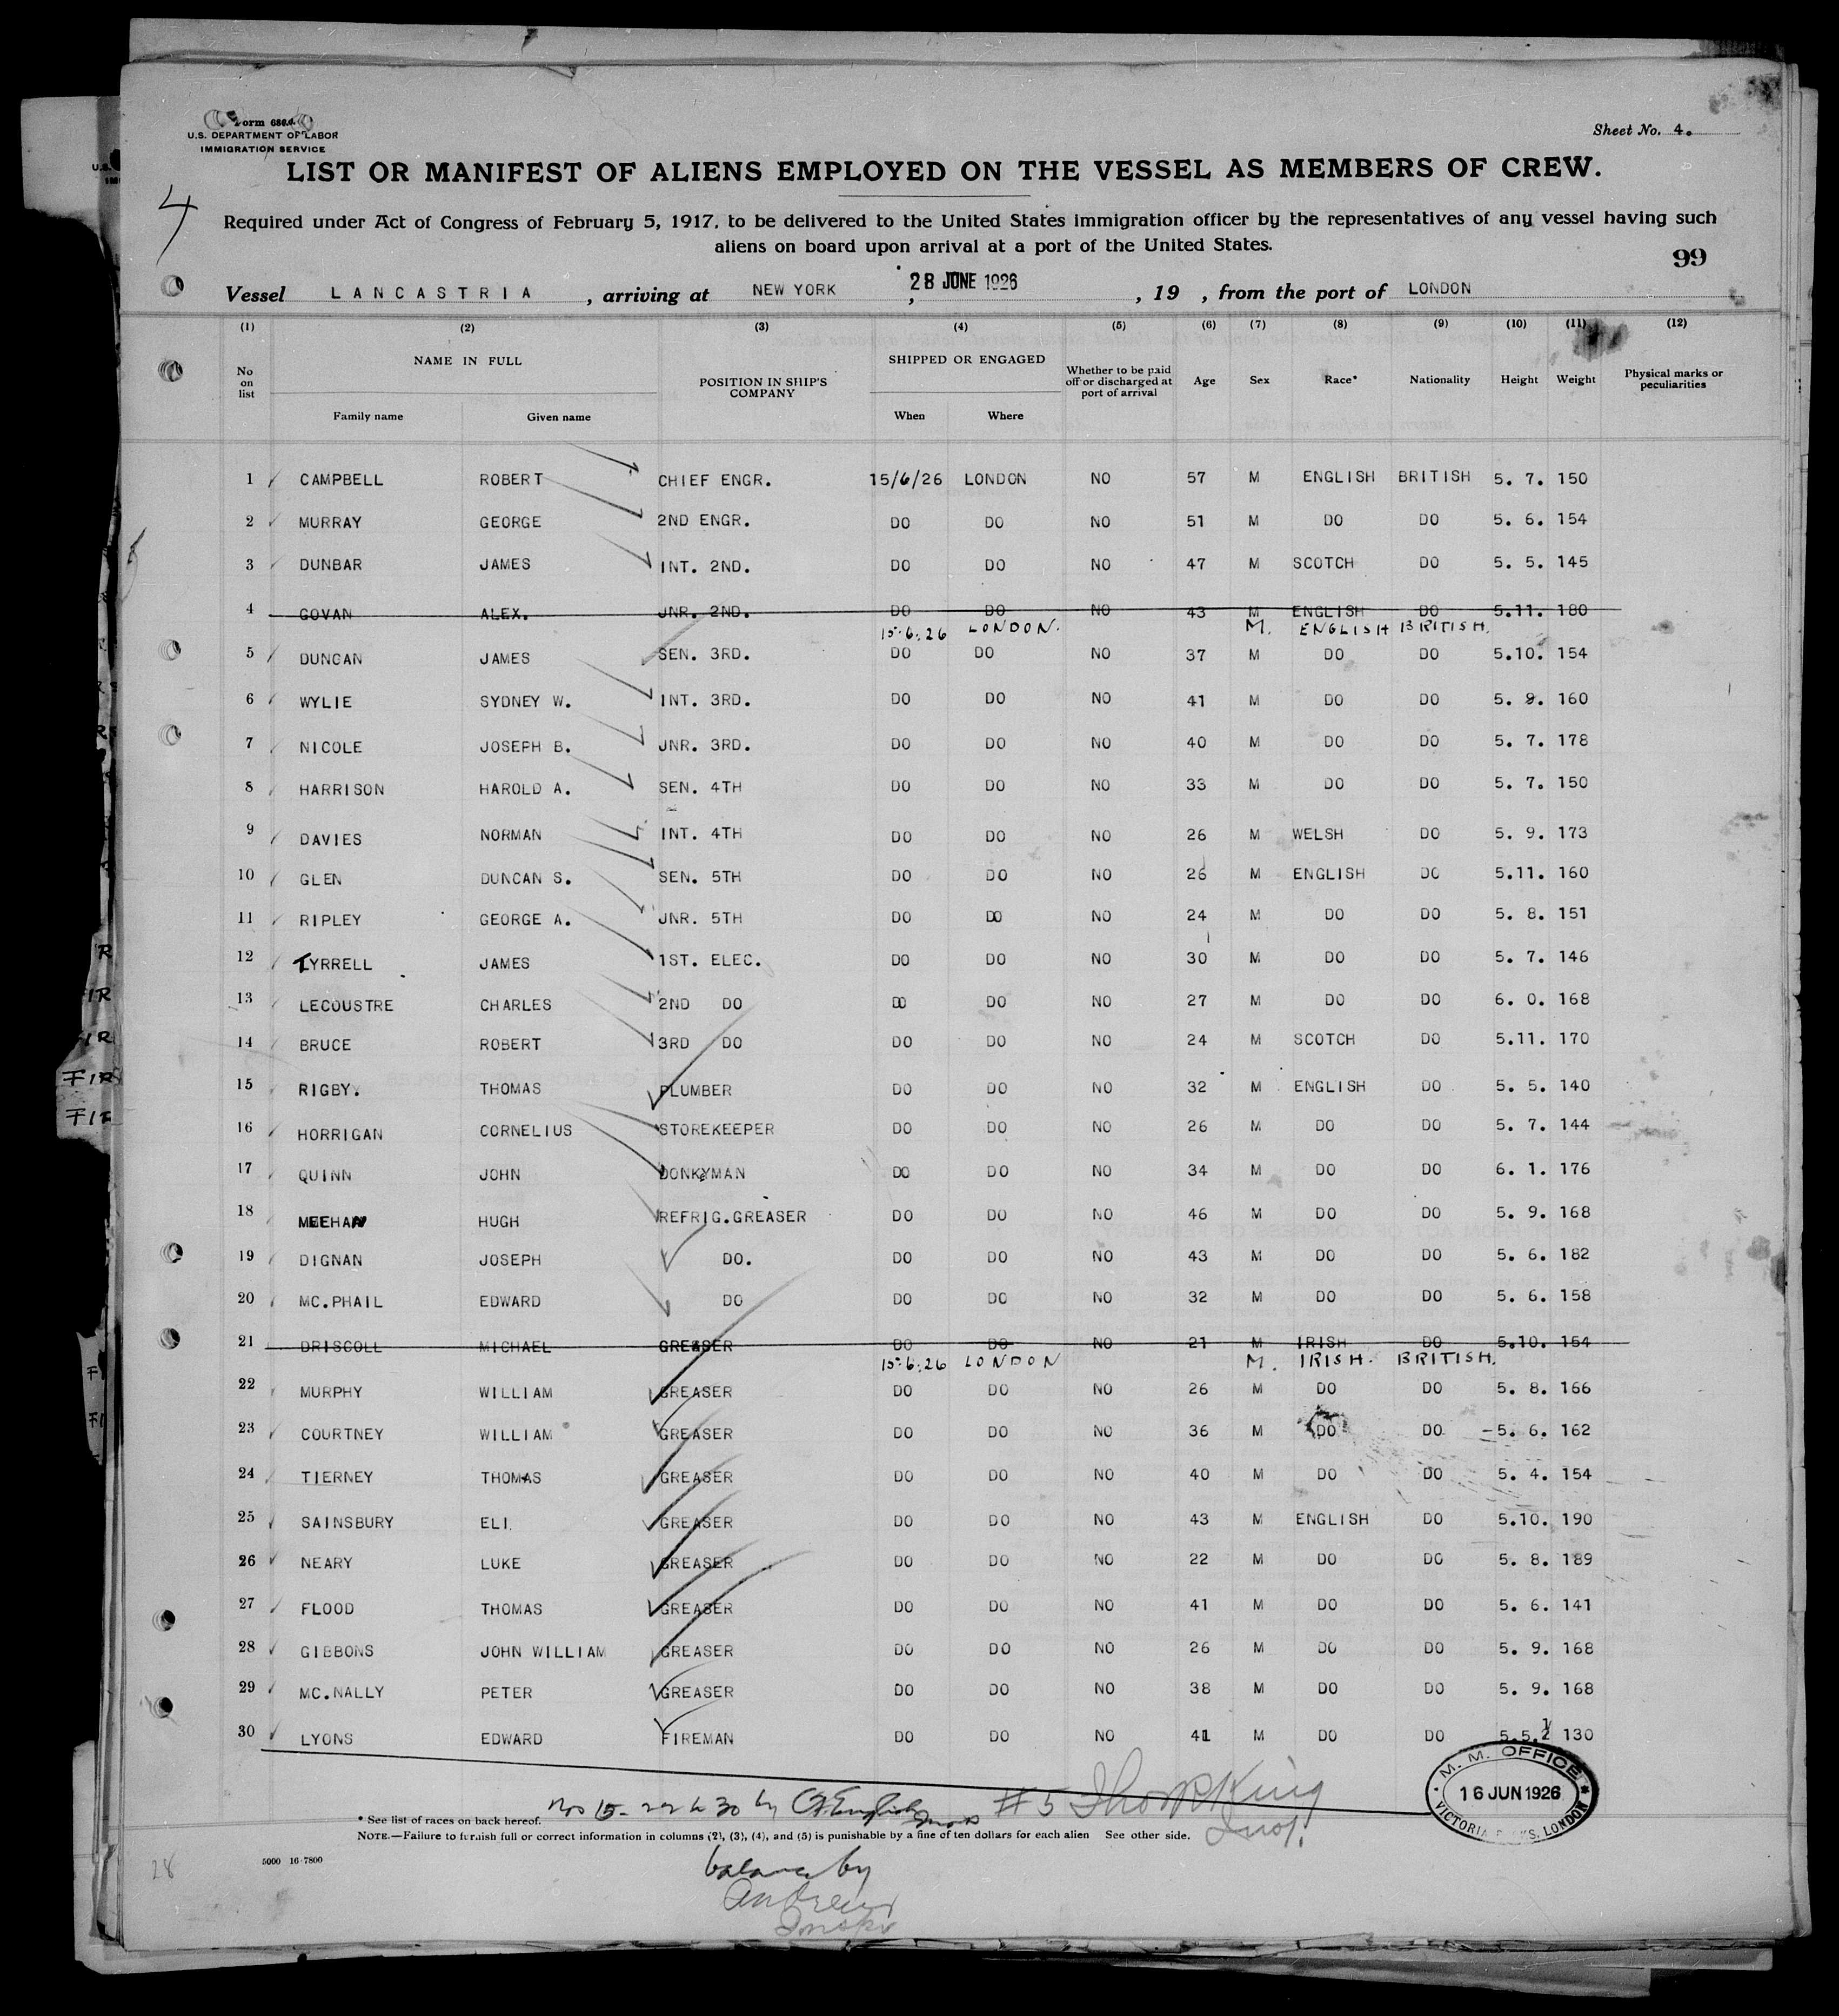 Form 680
U.S. DEPARTMENT OF LABOR
IMMIGRATION SERVICE
Sheet No. 4.
LIST OR MANIFEST OF ALIENS EMPLOYED ON THE VESSEL AS MEMBERS OF CREW.
4
Required under Act of Congress of February 5, 1917, to be delivered to the United States immigration officer by the representatives of any vessel having such
aliens on board upon arrival at a port of the United States.
99
Vessel LANCASTRIA, arriving at NEW YORK, 28 JUNE 1926, 19 , from the port of LONDON
(1) (2) (3) (4) (5) (6) (7) (8) (9) (10) (11) (12)
No on list NAME IN FULL Family name Given name POSITION IN SHIP'S COMPANY SHIPPED OR ENGAGED When Where Whether to be paid off or discharged at port of arrival Age Sex Race* Nationality Height Weight Physical marks or peculiarities
1 CAMPBELL ROBERT CHIEF ENGR. 15/6/26 LONDON NO 57 M ENGLISH BRITISH 5. 7. 150
2 MURRAY GEORGE 2ND ENGR. DO DO NO 51 M DO DO 5. 6. 154
3 DUNBAR JAMES INT. 2ND. DO DO NO 47 M SCOTCH DO 5. 5. 145
4 GOVAN ALEX. JNR. 2ND. DO DO NO 43 M ENGLISH DO 5.11. 180
15.6.26 LONDON. M. ENGLISH BRITISH.
5 DUNCAN JAMES SEN. 3RD. DO DO NO 37 M DO DO 5.10. 154
6 WYLIE SYDNEY W. INT. 3RD. DO DO NO 41 M DO DO 5. 9. 160
7 NICOLE JOSEPH B. JNR. 3RD. DO DO NO 40 M DO DO 5. 7. 178
8 HARRISON HAROLD A. SEN. 4TH DO DO NO 33 M DO DO 5. 7. 150
9 DAVIES NORMAN INT. 4TH DO DO NO 26 M WELSH DO 5. 9. 173
10 GLEN DUNCAN S. SEN. 5TH DO DO NO 26 M ENGLISH DO 5.11. 160
11 RIPLEY GEORGE A. JNR. 5TH DO DO NO 24 M DO DO 5. 8. 151
12 TYRRELL JAMES 1ST. ELEC. DO DO NO 30 M DO DO 5. 7. 146
13 LECOUSTRE CHARLES 2ND DO DO DO NO 27 M DO DO 6. 0. 168
14 BRUCE ROBERT 3RD DO DO DO NO 24 M SCOTCH DO 5.11. 170
15 RIGBY. THOMAS PLUMBER DO DO NO 32 M ENGLISH DO 5. 5. 140
16 HORRIGAN CORNELIUS STOREKEEPER DO DO NO 26 M DO DO 5. 7. 144
17 QUINN JOHN DONKYMAN DO DO NO 34 M DO DO 6. 1. 176
18 MEEHAN HUGH REFRIG.GREASER DO DO NO 46 M DO DO 5. 9. 168
19 DIGNAN JOSEPH DO. DO DO NO 43 M DO DO 5. 6. 182
20 MC.PHAIL EDWARD DO DO DO NO 32 M DO DO 5. 6. 158
21 DRISCOLL MICHAEL GREASER DO DO NO 21 M IRISH DO 5.10. 154
15.6.26 LONDON M. IRISH. BRITISH.
22 MURPHY WILLIAM GREASER DO DO NO 26 M DO DO 5. 8. 166
23 COURTNEY WILLIAM GREASER DO DO NO 36 M DO DO 5. 6. 162
24 TIERNEY THOMAS GREASER DO DO NO 40 M DO DO 5. 4. 154
25 SAINSBURY ELI. GREASER DO DO NO 43 M ENGLISH DO 5.10. 190
26 NEARY LUKE GREASER DO DO NO 22 M DO DO 5. 8. 189
27 FLOOD THOMAS GREASER DO DO NO 41 M DO DO 5. 6. 141
28 GIBBONS JOHN WILLIAM GREASER DO DO NO 26 M DO DO 5. 9. 168
29 MC.NALLY PETER GREASER DO DO NO 38 M DO DO 5. 9. 168
30 LYONS EDWARD FIREMAN DO DO NO 41 M DO DO 5.5.½ 130
M. M. OFFICE
16 JUN 1926
VICTORIA LONDON
* See list of races on back hereof.
Nos 15- 22 to 30 by #5 King
NOTE.—Failure to furnish full or correct information in columns (2), (3), (4), and (5) is punishable by a fine of ten dollars for each alien See other side.
5000 16-7800
28
balance by
Andrews